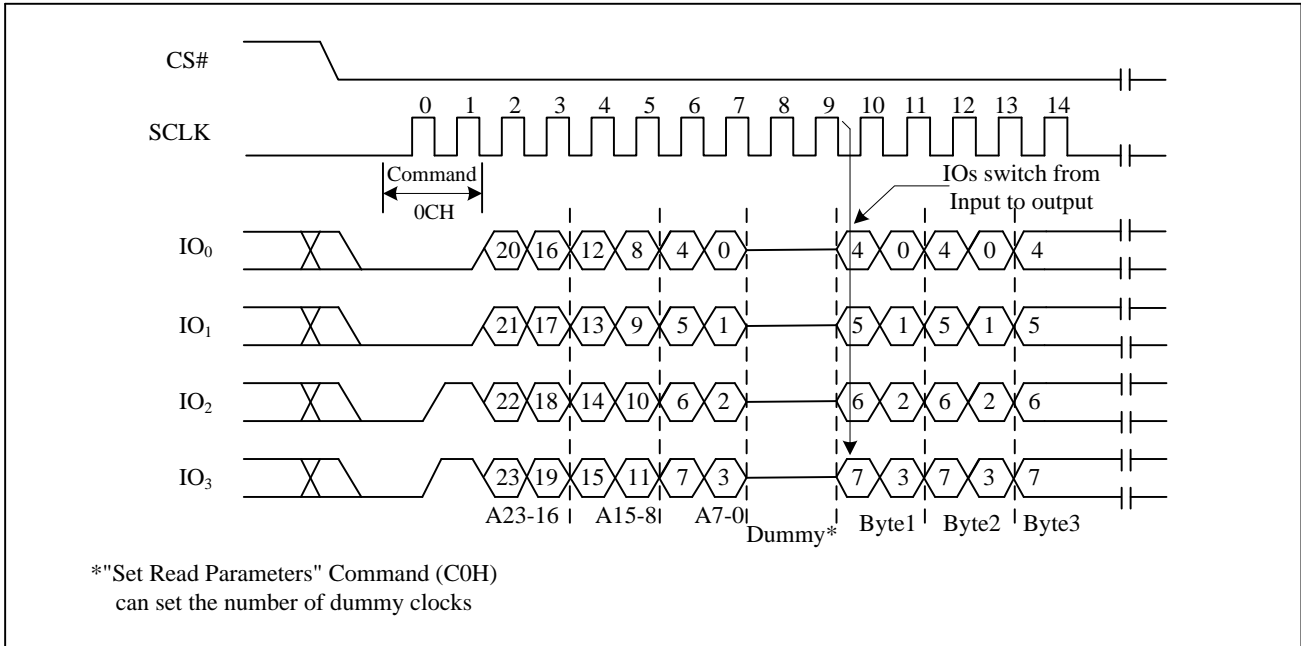 CS#
0 1 2 3 4 5 6 7 8 9 10 11 12 13 14
SCLK
Command
0CH
IOs switch from
Input to output
IO0 20 16 12 8 4 0 4 0 4 0 4
IO1 21 17 13 9 5 1 5 1 5 1 5
IO2 22 18 14 10 6 2 6 2 6 2 6
IO3 23 19 15 11 7 3 7 3 7 3 7
A23-16 A15-8 A7-0 Dummy* Byte1 Byte2 Byte3
*"Set Read Parameters" Command (C0H)
can set the number of dummy clocks